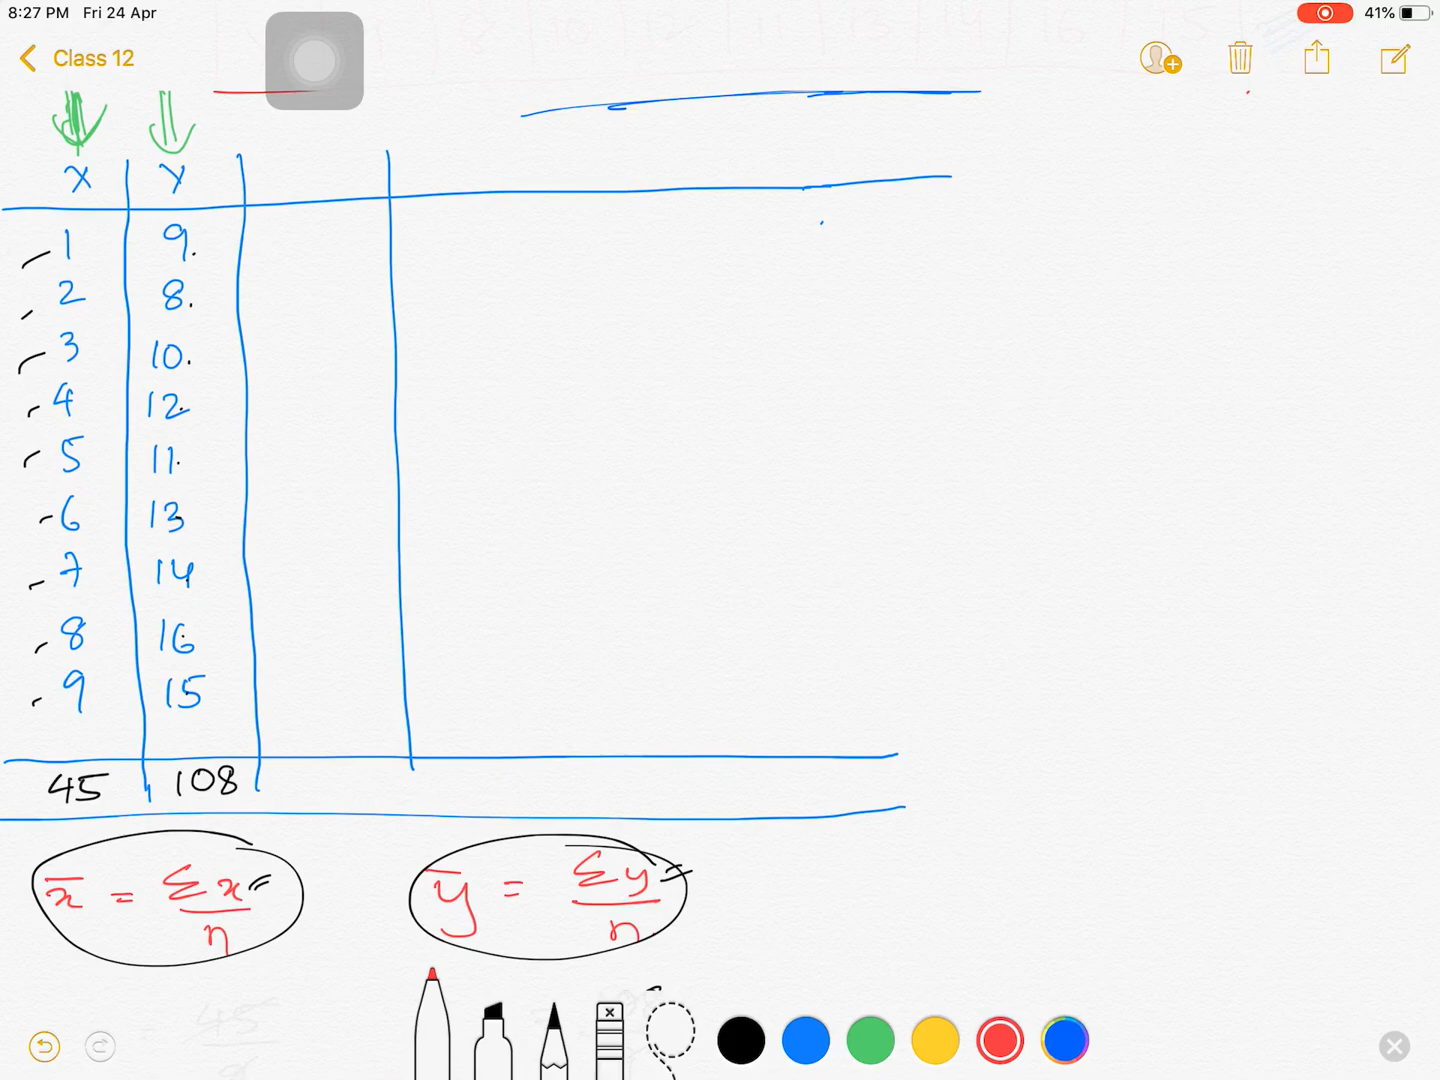 8:27 PM Fri 24 Apr 41%
Class 12
X Y
1 9.
2 8.
3 10.
4 12.
5 11.
6 13
7 14
8 16
9 15
45 108
x̄ = Σx/n ȳ = Σy/n